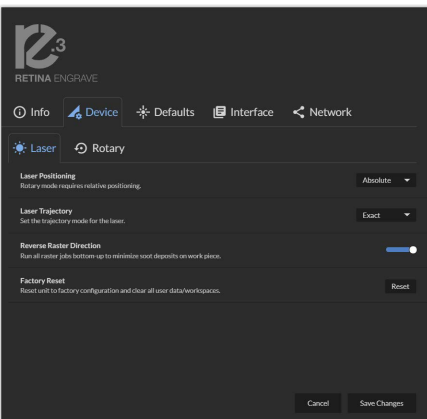 re.3
RETINA ENGRAVE
Info Device Defaults Interface Network
Laser Rotary
Laser Positioning
Rotary mode requires relative positioning.
Absolute
Laser Trajectory
Set the trajectory mode for the laser.
Exact
Reverse Raster Direction
Run all raster jobs bottom-up to minimize soot deposits on work piece.
Factory Reset
Reset unit to factory configuration and clear all user data/workspaces.
Reset
Cancel Save Changes